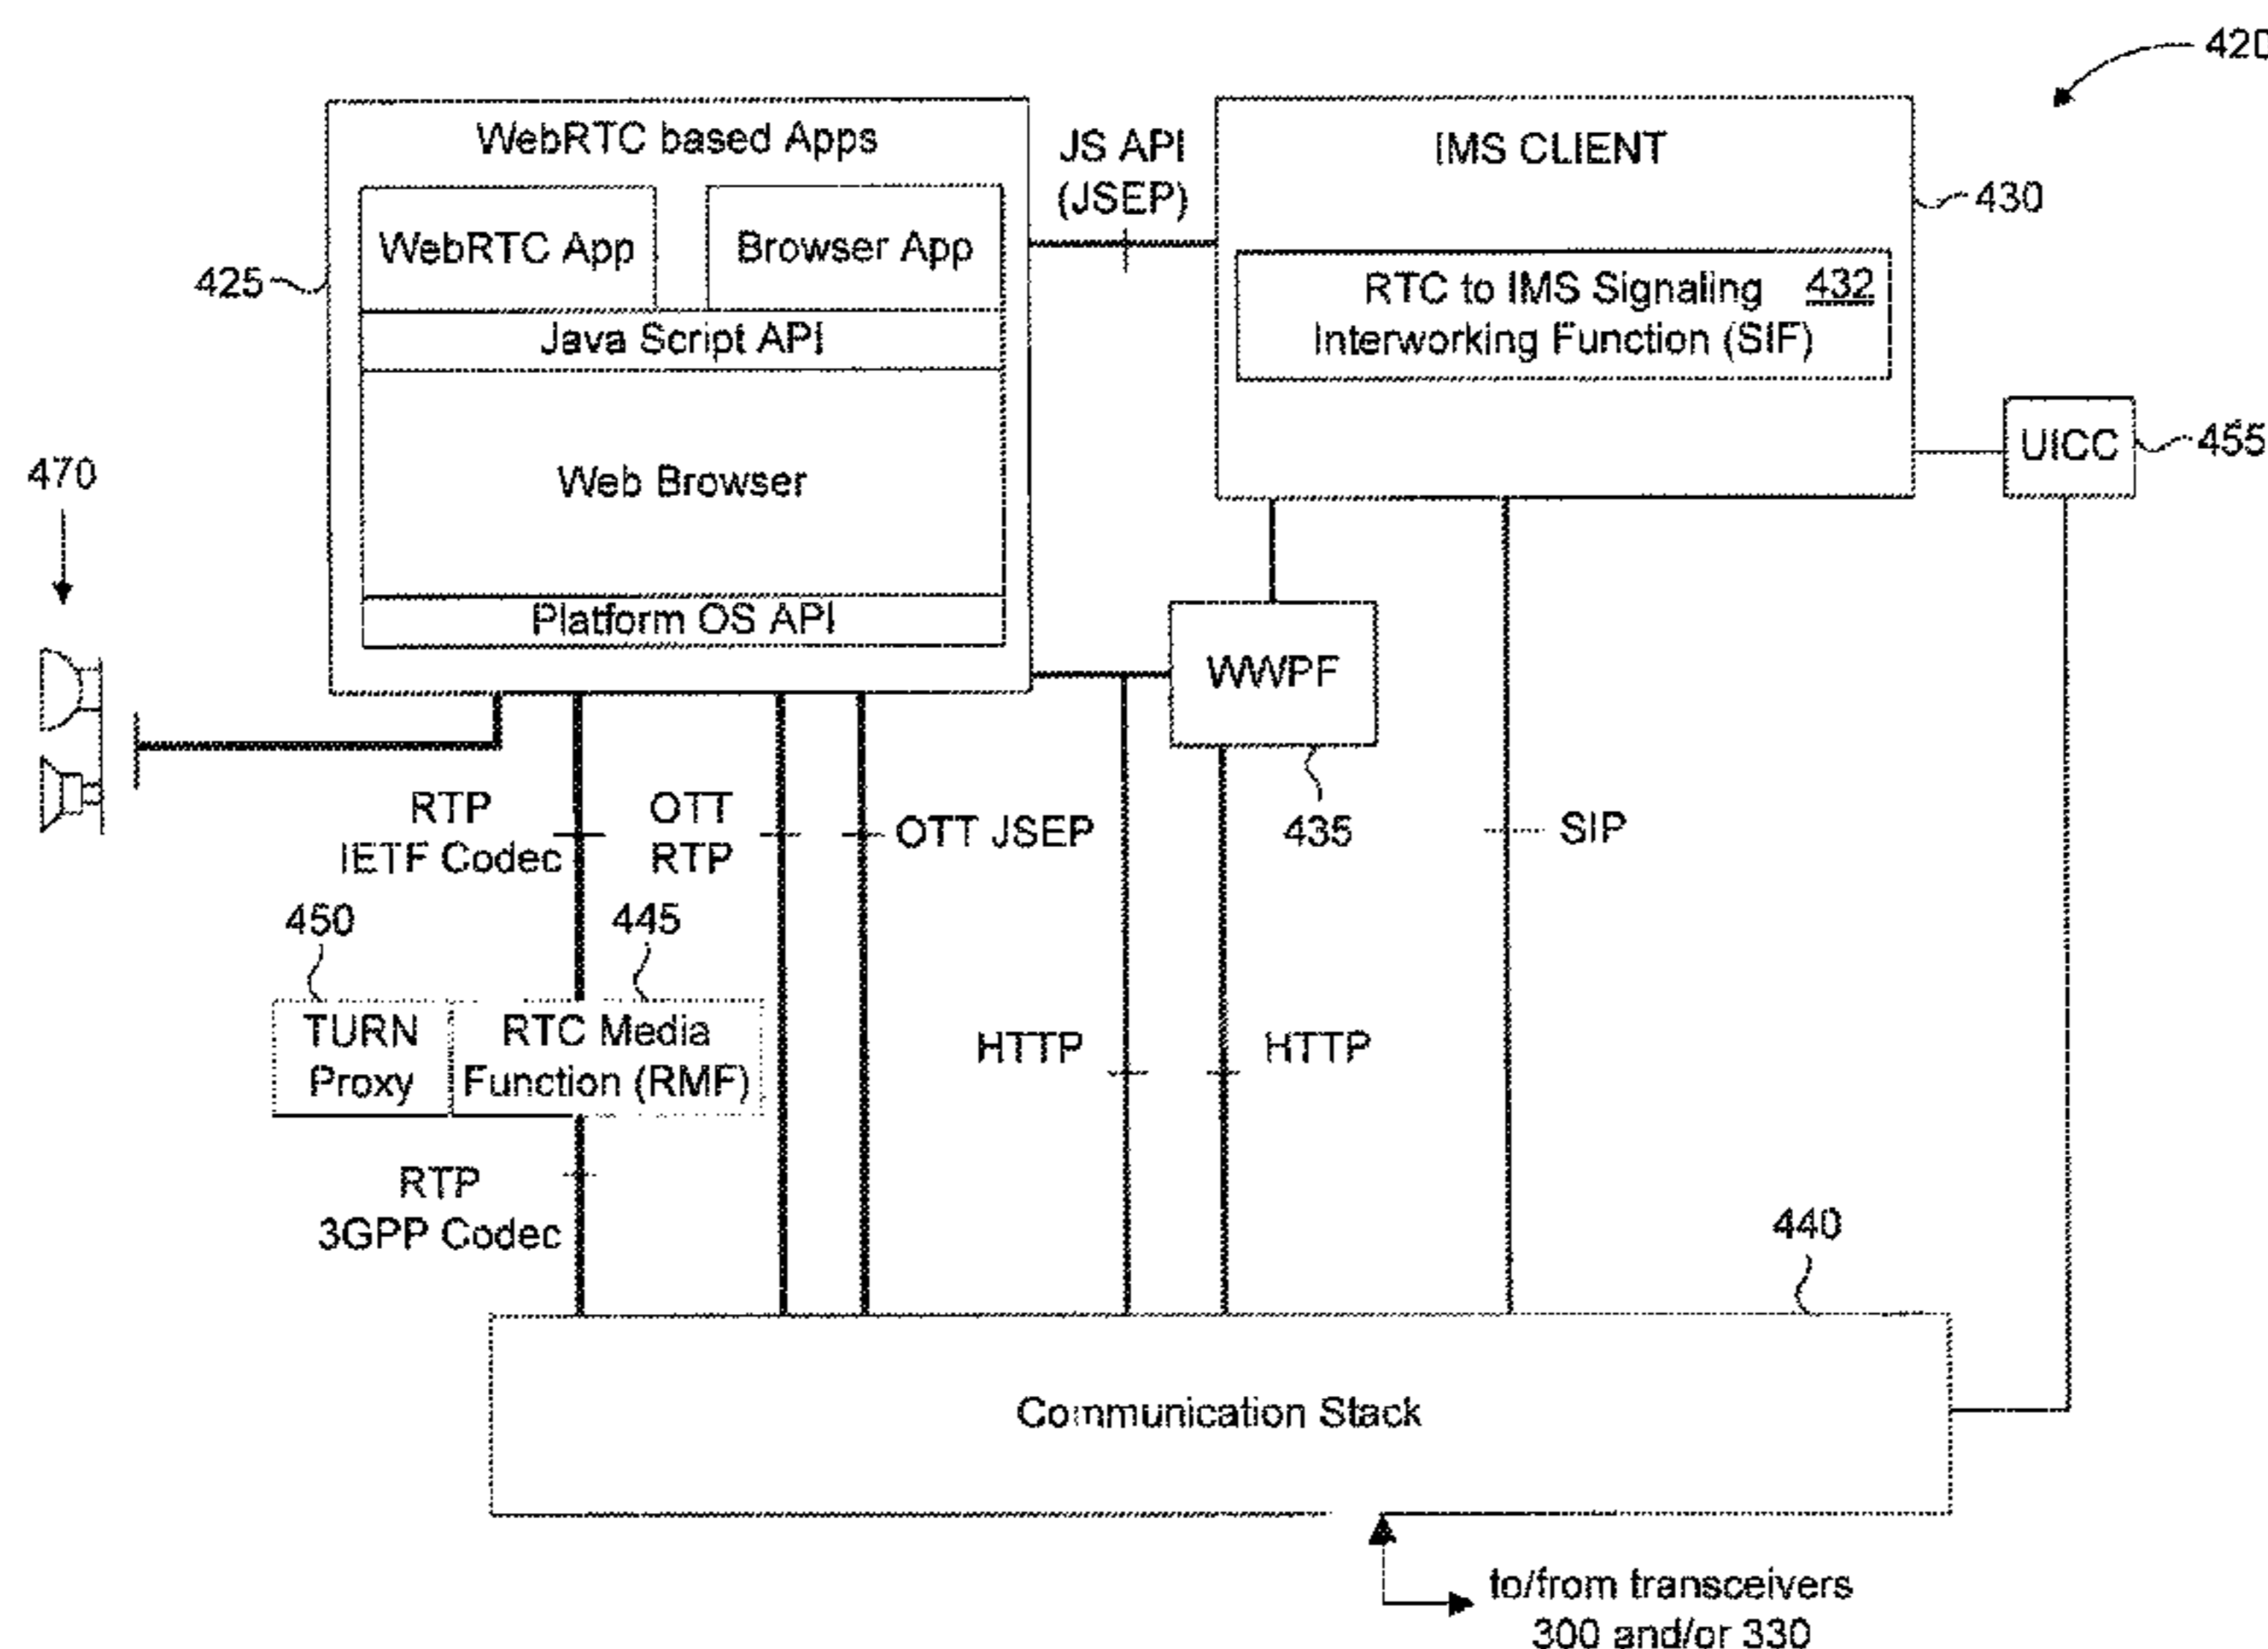 420
WebRTC based Apps
JS API
(JSEP)
IMS CLIENT
430
WebRTC App
Browser App
425
RTC to IMS Signaling 432
Interworking Function (SIF)
Java Script API
UICC
455
470
Web Browser
Platform OS API
WWPF
435
RTP
IETF Codec
OTT
RTP
OTT JSEP
SIP
450
445
TURN
Proxy
RTC Media
Function (RMF)
HTTP
HTTP
RTP
3GPP Codec
440
Communication Stack
to/from transceivers
300 and/or 330